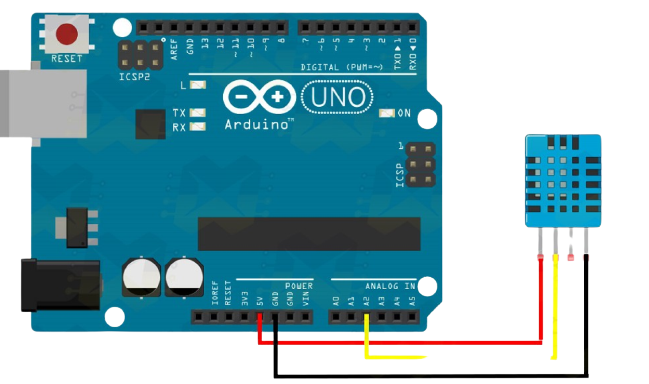 RESET
ICSP2
AREF
GND
13
12
~11
~10
~9
8
7
~6
~5
4
~3
2
TXO▲1
RXO◄0
DIGITAL (PWM=~)
L
TX
RX
UNO
Arduino™
ON
1
ICSP
POWER
ANALOG IN
IOREF
RESET
3V3
5V
GND
GND
VIN
A0
A1
A2
A3
A4
A5